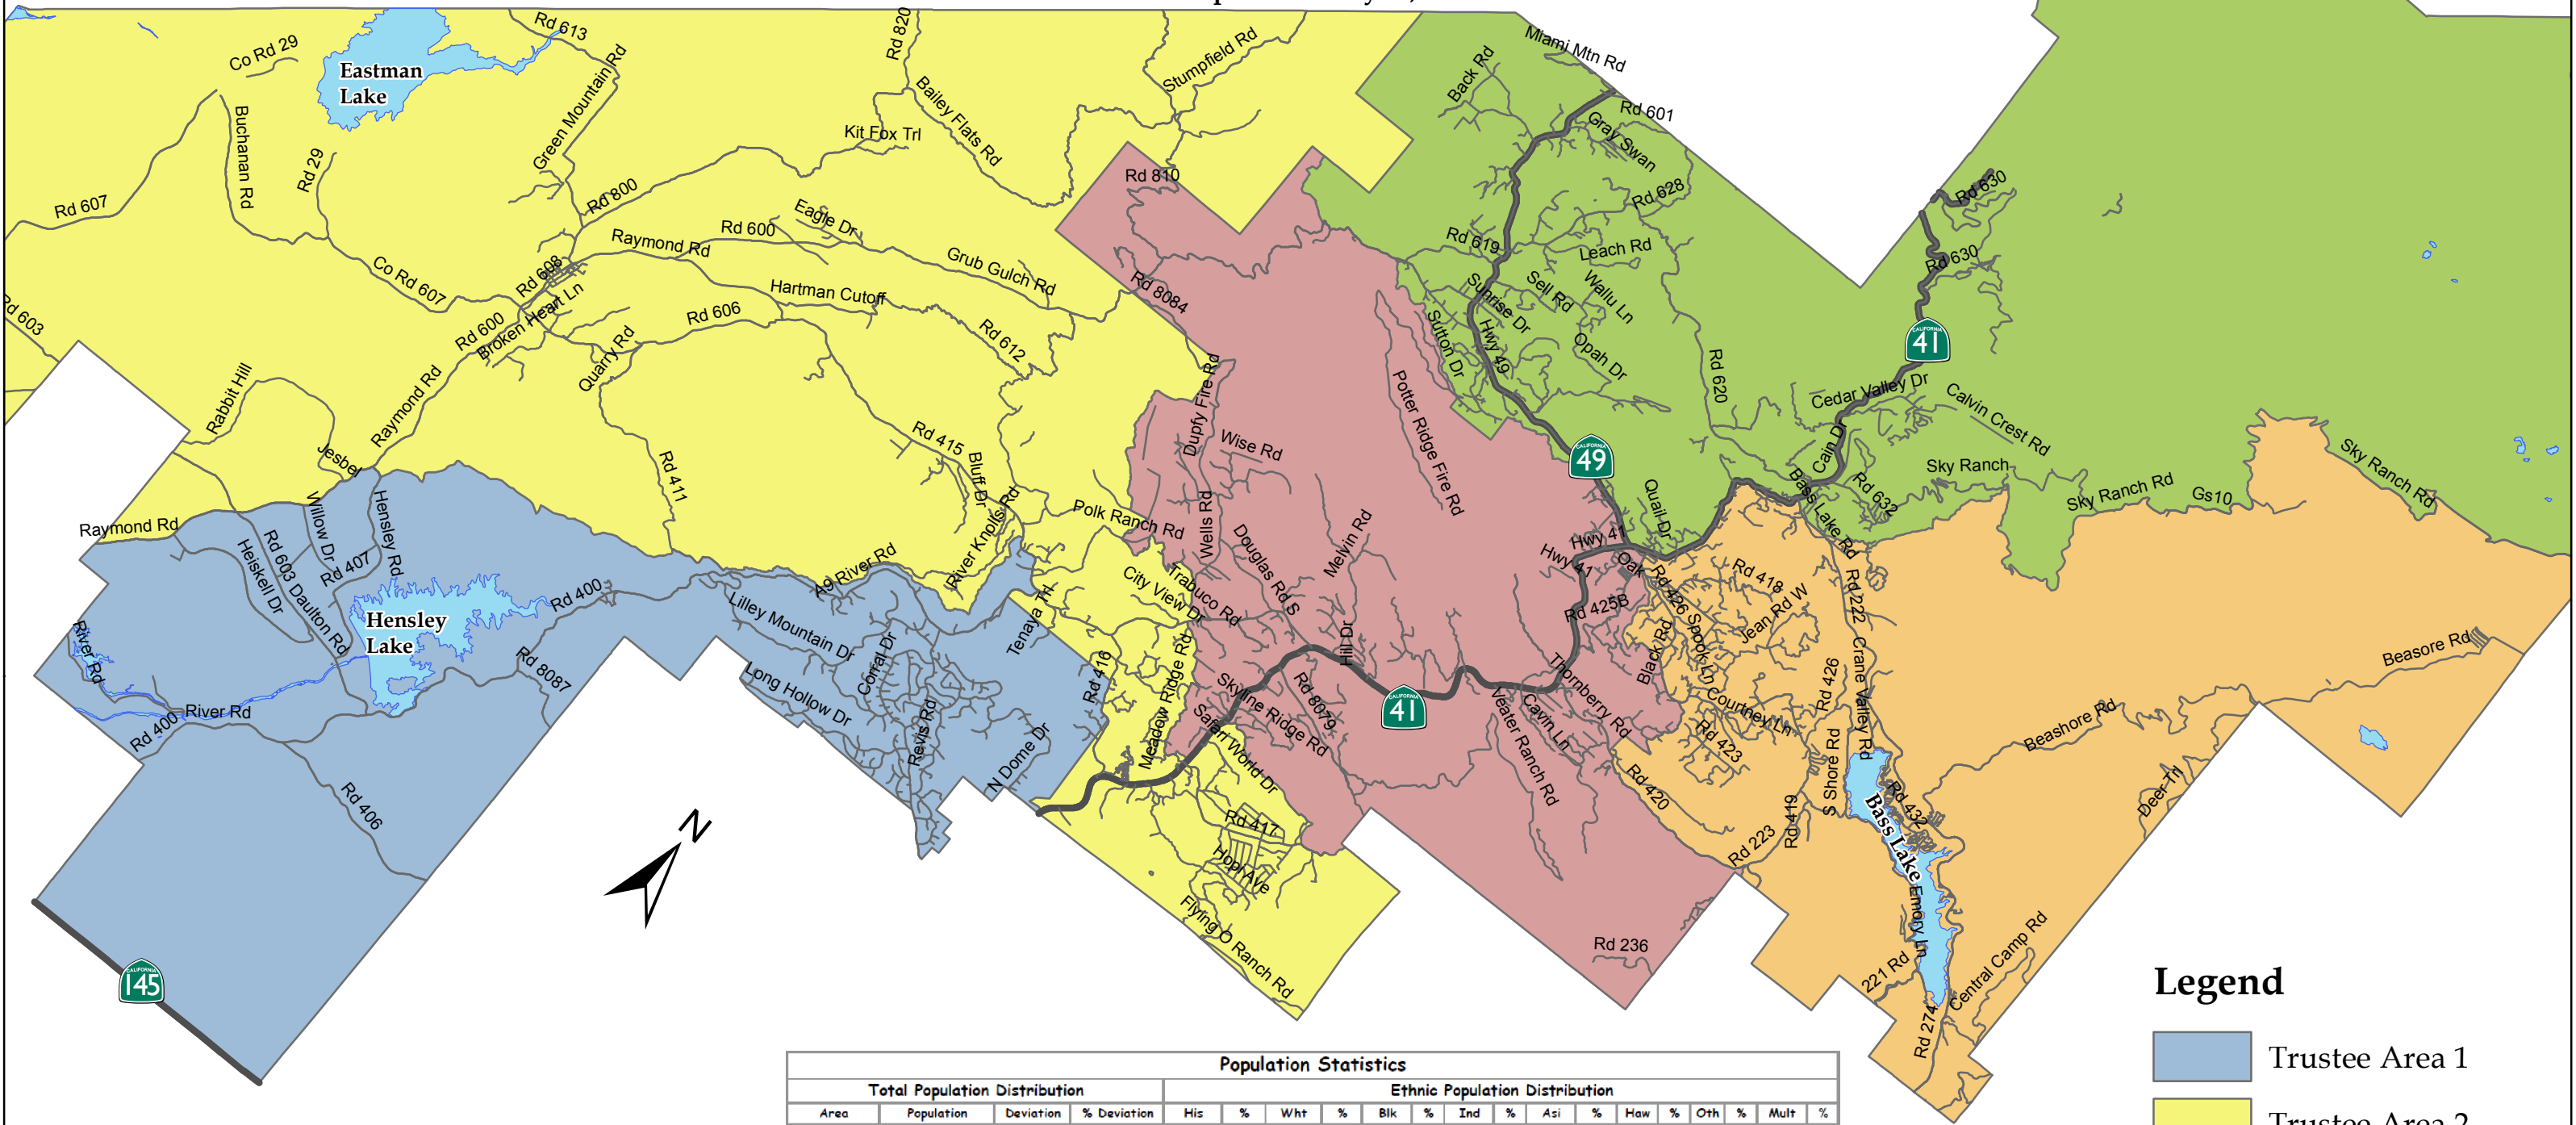 Rd 613
Rd 820
Co Rd 29
Eastman
Lake
Green Mountain Rd
Stumpfield Rd
Miami Mtn Rd
Back Rd
Bailey Flats Rd
Kit Fox Trl
Rd 601
Gray Swan
Buchanan Rd
Rd 29
Rd 607
Rd 800
Rd 810
Rd 628
Rd 630
Eagle Dr
Rd 600
Raymond Rd
Rd 619
Leach Rd
Rd 630
Co Rd 607
Rd 608
Grub Gulch Rd
Rd 8084
Hartman Cutoff
Broken Heart Ln
Rd 603
Rd 600
Rd 606
Rd 612
Sunrise Dr
Sell Rd
Wallu Ln
Sutton Dr
Hwy 49
Opah Dr
CALIFORNIA
41
Quarry Rd
Rabbit Hill
Raymond Rd
Dupfy Fire Rd
Potter Ridge Fire Rd
Rd 620
Cedar Valley Dr
Calvin Crest Rd
Jesbel
Rd 415
Wise Rd
CALIFORNIA
49
Cain Dr
Sky Ranch
Sky Ranch Rd
Rd 411
Bluff Dr
Bass Lake Rd
Rd 632
Sky Ranch Rd
Gs10
Raymond Rd
Willow Dr
Hensley Rd
Polk Ranch Rd
Wells Rd
Quail Dr
River Knolls Rd
Douglas Rd S
Melvin Rd
Hwy 41
Hwy 41
Oak
Heiskell Dr
Rd 603 Daulton Rd
Rd 407
A9 River Rd
City View Dr
Trabuco Rd
Rd 418
Rd 426
Rd 222
Rd 400
Lilley Mountain Dr
Tenaya Trl
Rd 425B
Jean Rd W
Hensley
Lake
River Rd
Corral Dr
Hill Dr
Black Rd
Spook Ln
Crane Valley Rd
Beasore Rd
Rd 8087
Long Hollow Dr
Rd 416
Meadow Ridge Rd
Skyline Ridge Rd
Rd 8079
CALIFORNIA
41
Thornberry Rd
Rd 426
River Rd
Rd 400
Revis Rd
Safari World Dr
Veater Ranch Rd
Cavin Ln
Courtney Ln
Rd 423
Beashore Rd
N Dome Dr
Rd 406
Rd 417
Rd 420
S Shore Rd
Rd 419
Rd 432
Bass Lake
Deer Trl
N
Hopi Ave
Rd 223
Flying O Ranch Rd
Rd 236
Emory Ln
221 Rd
Central Camp Rd
Rd 274
CALIFORNIA
145
Legend
Trustee Area 1
Trustee Area 2
Population Statistics
Total Population Distribution Ethnic Population Distribution
Area Population Deviation % Deviation His % Wht % Blk % Ind % Asi % Haw % Oth % Mult %